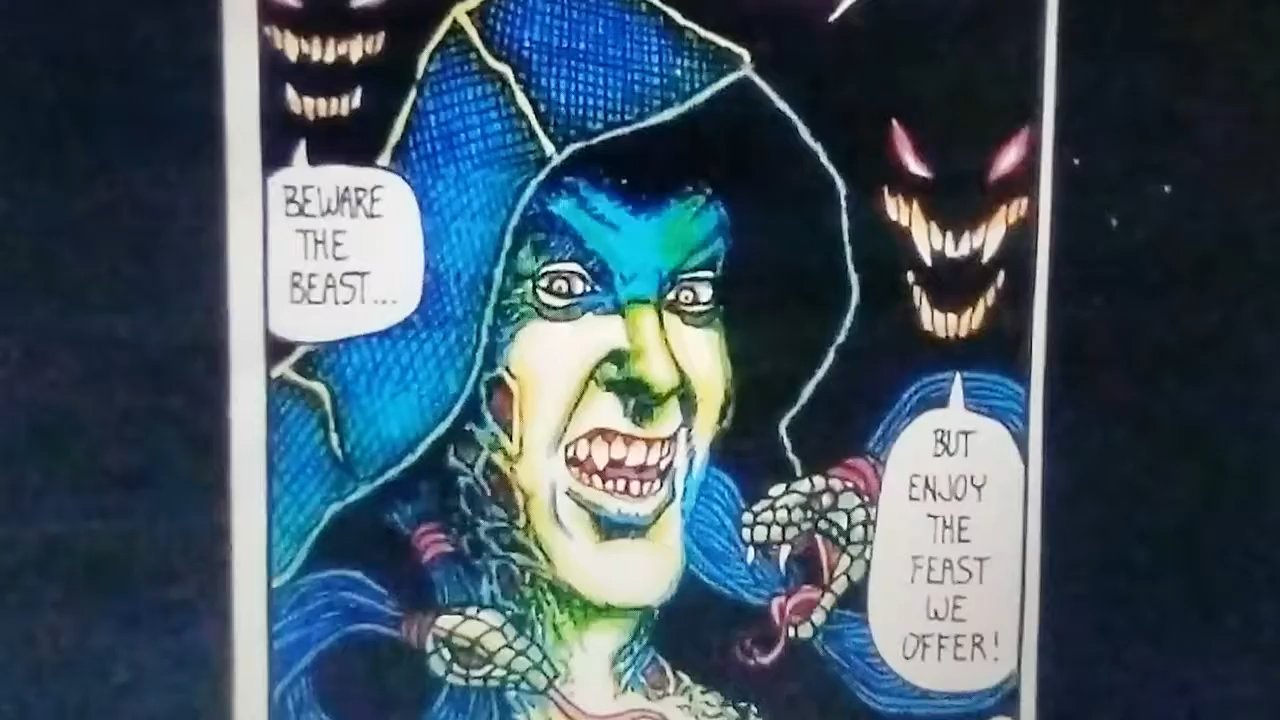 BEWARE
THE
BEAST...
BUT
ENJOY
THE
FEAST
WE
OFFER!